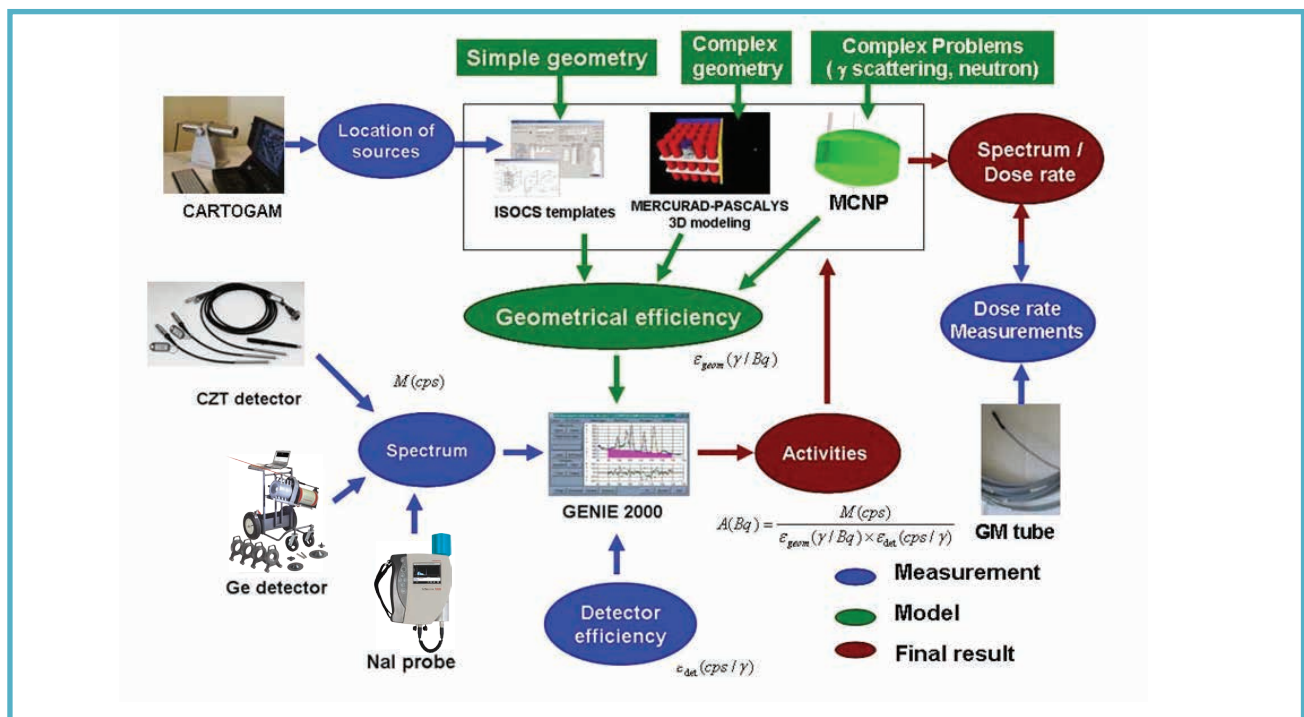 Simple geometry
Complex
geometry
Complex Problems
( γ scattering, neutron)
Location of
sources
Spectrum /
Dose rate
CARTOGAM
ISOCS templates
MERCURAD-PASCALYS
3D modeling
MCNP
Geometrical efficiency
Dose rate
Measurements
ε_geom (γ / Bq)
CZT detector
M (cps)
Spectrum
Activities
GENIE 2000
A(Bq) = M (cps) / ε_geom (γ / Bq) × ε_det (cps / γ)
GM tube
Ge detector
Measurement
Detector
efficiency
Model
NaI probe
ε_det (cps / γ)
Final result